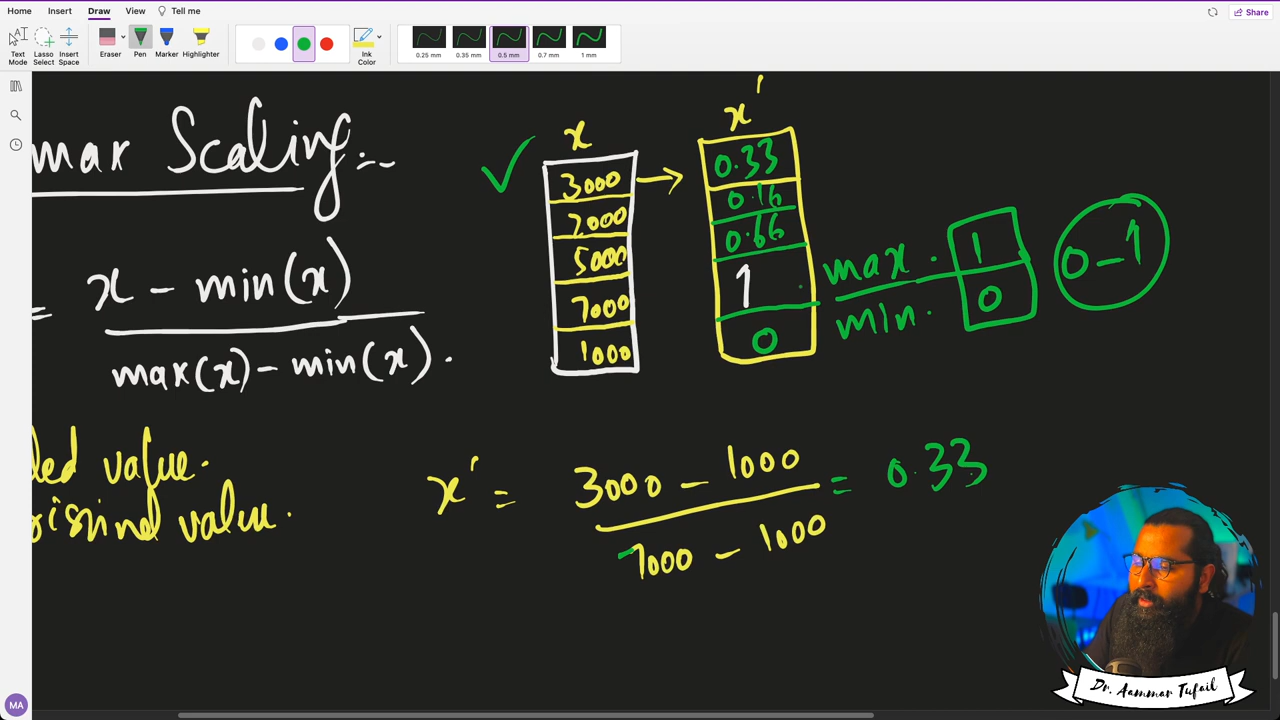 Home Insert Draw View Tell me
Share
Text Mode
Lasso Select
Insert Space
Eraser
Pen
Marker
Highlighter
Ink Color
0.25 mm
0.35 mm
0.5 mm
0.7 mm
1 mm
max Scaling:--
= x - min(x)
max(x) - min(x).
x
3000
2000
5000
7000
1000
x'
0.33
0.16
0.66
1
0
max. 1
min. 0
0-1
led value.
value.
x' = 3000 - 1000 = 0.33
7000 - 1000
MA
Dr. Aammar Tufail